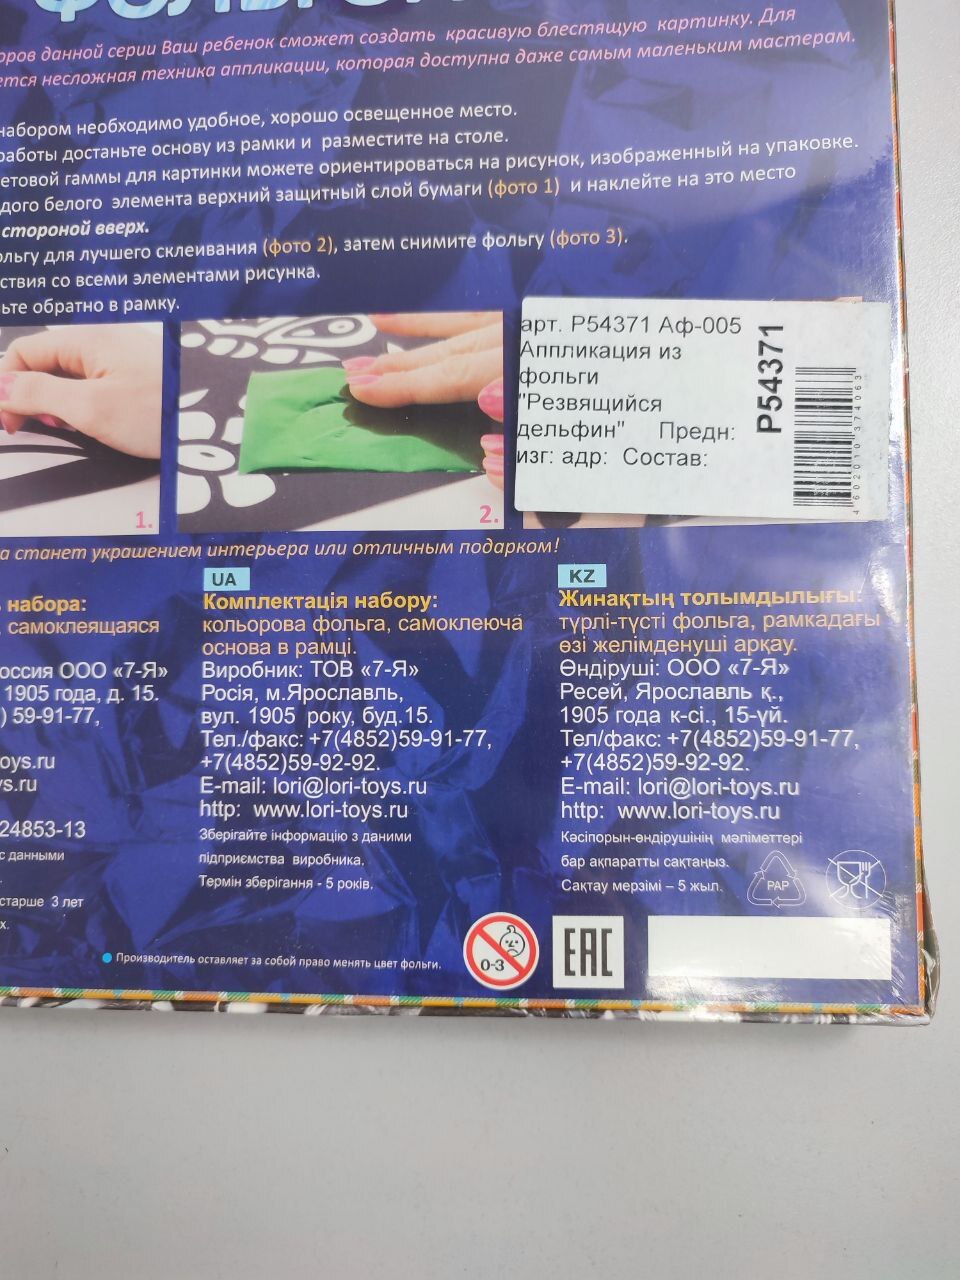 оров данной серии Ваш ребенок сможет создать красивую блестящую картинку. Для
ется несложная техника аппликации, которая доступна даже самым маленьким мастерам.
набором необходимо удобное, хорошо освещенное место.
работы достаньте основу из рамки и разместите на столе.
етовой гаммы для картинки можете ориентироваться на рисунок, изображенный на упаковке.
дого белого элемента верхний защитный слой бумаги (фото 1) и наклейте на это место
стороной вверх.
ольгу для лучшего склеивания (фото 2), затем снимите фольгу (фото 3).
ствия со всеми элементами рисунка.
ьте обратно в рамку.
арт. Р54371 Аф-005
Аппликация из
фольги
"Резвящийся
дельфин" Предн:
изг: адр: Состав:
Р54371
4602010374063
1.
2.
а станет украшением интерьера или отличным подарком!
набора:
, самоклеящаяся
оссия ООО «7-Я»
1905 года, д. 15.
) 59-91-77,
oys.ru
ys.ru
24853-13
с данными
старше 3 лет
х.
UA
Комплектація набору:
кольорова фольга, самоклеюча
основа в рамці.
Виробник: ТОВ «7-Я»
Росія, м.Ярославль,
вул. 1905 року, буд.15.
Тел./факс: +7(4852)59-91-77,
+7(4852)59-92-92.
E-mail: lori@lori-toys.ru
http: www.lori-toys.ru
Зберігайте інформацію з даними
підприємства виробника.
Термін зберігання - 5 років.
KZ
Жинақтың толымдылығы:
түрлі-түсті фольга, рамкадағы
өзі желімденуші арқау.
Өндіруші: ООО «7-Я»
Ресей, Ярославль қ.,
1905 года к-сі., 15-үй.
Тел/факс: +7(4852)59-91-77,
+7(4852)59-92-92.
E-mail: lori@lori-toys.ru
http: www.lori-toys.ru
Кәсіпорын-өндірушінің мәліметтері
бар ақпаратты сақтаңыз.
Сақтау мерзімі – 5 жыл.
PAP
Производитель оставляет за собой право менять цвет фольги.
0-3
EAC